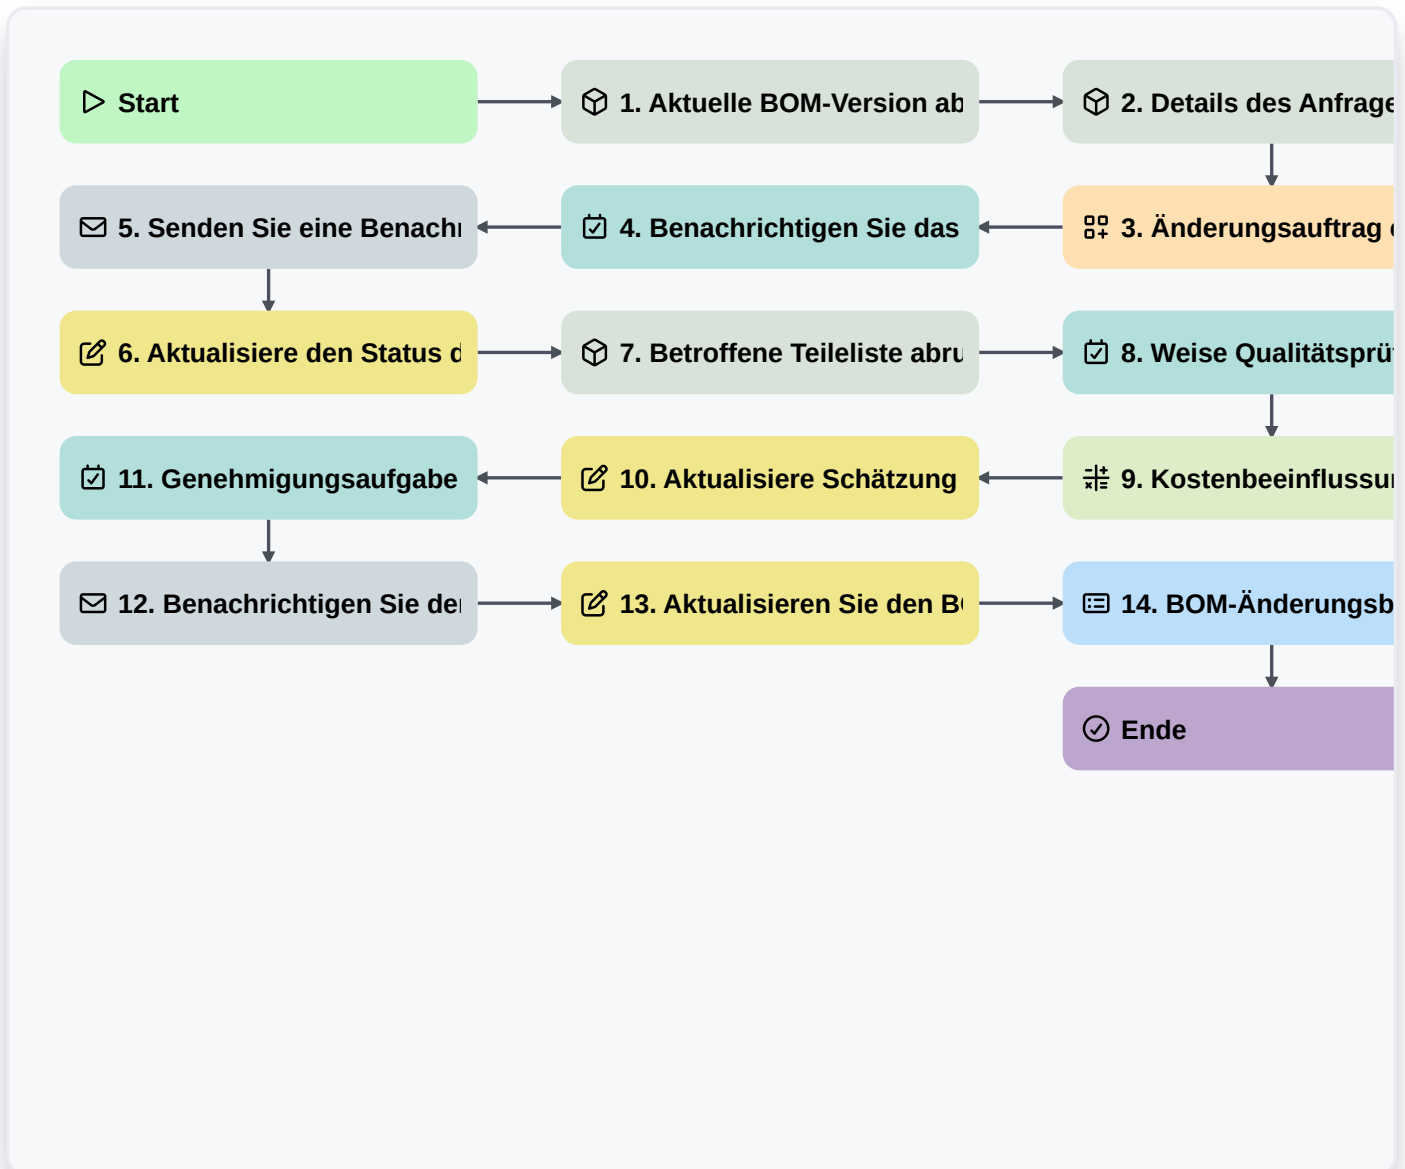 Start
1. Aktuelle BOM-Version ab
2. Details des Anfrage
5. Senden Sie eine Benachr
4. Benachrichtigen Sie das
3. Änderungsauftrag
6. Aktualisiere den Status d
7. Betroffene Teileliste abru
8. Weise Qualitätsprü
11. Genehmigungsaufgabe
10. Aktualisiere Schätzung
9. Kostenbeeinflussu
12. Benachrichtigen Sie de
13. Aktualisieren Sie den B
14. BOM-Änderungsb
Ende